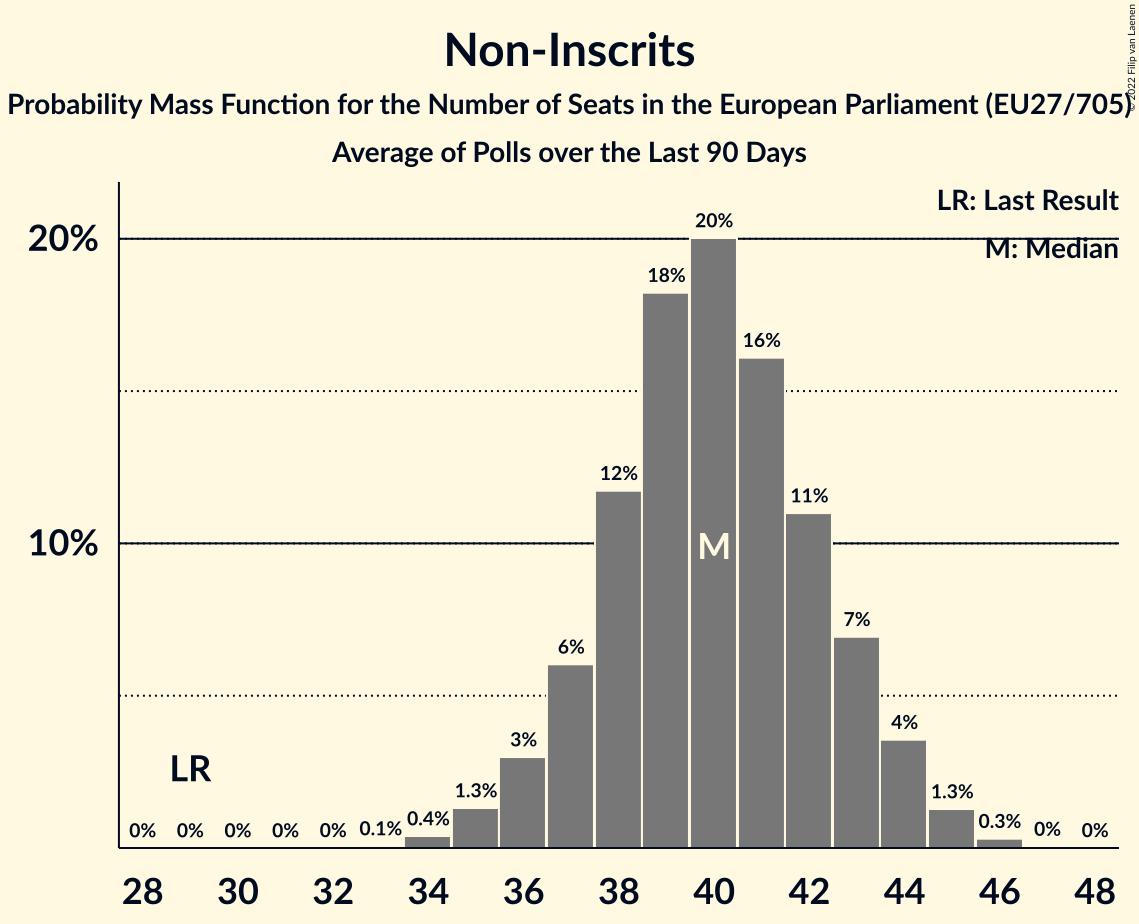 Non-Inscrits
Probability Mass Function for the Number of Seats in the European Parliament (EU27/705)
Average of Polls over the Last 90 Days
© 2022 Filip van Laenen
LR: Last Result
M: Median
20%
10%
0% 0% 0% 0% 0% 0.1% 0.4% 1.3% 3% 6% 12% 18% 20% 16% 11% 7% 4% 1.3% 0.3% 0% 0%
LR
M
28 30 32 34 36 38 40 42 44 46 48